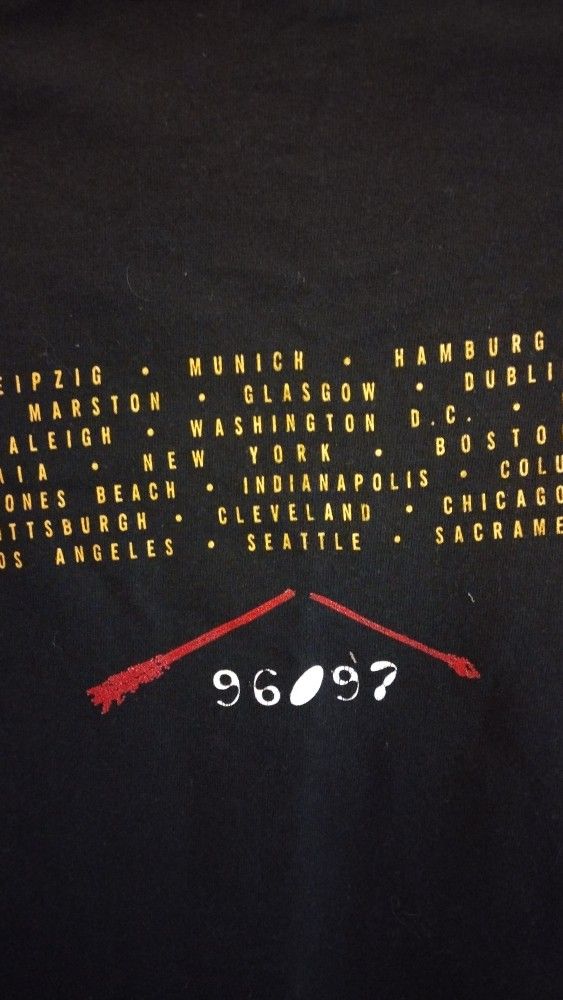 EIPZIG • MUNICH • HAMBURG
MARSTON • GLASGOW • DUBLI
ALEIGH • WASHINGTON D.C. •
IA • NEW YORK • BOSTO
ONES BEACH • INDIANAPOLIS • COLU
TTSBURGH • CLEVELAND • CHICAGO
OS ANGELES • SEATTLE • SACRAME
96 97